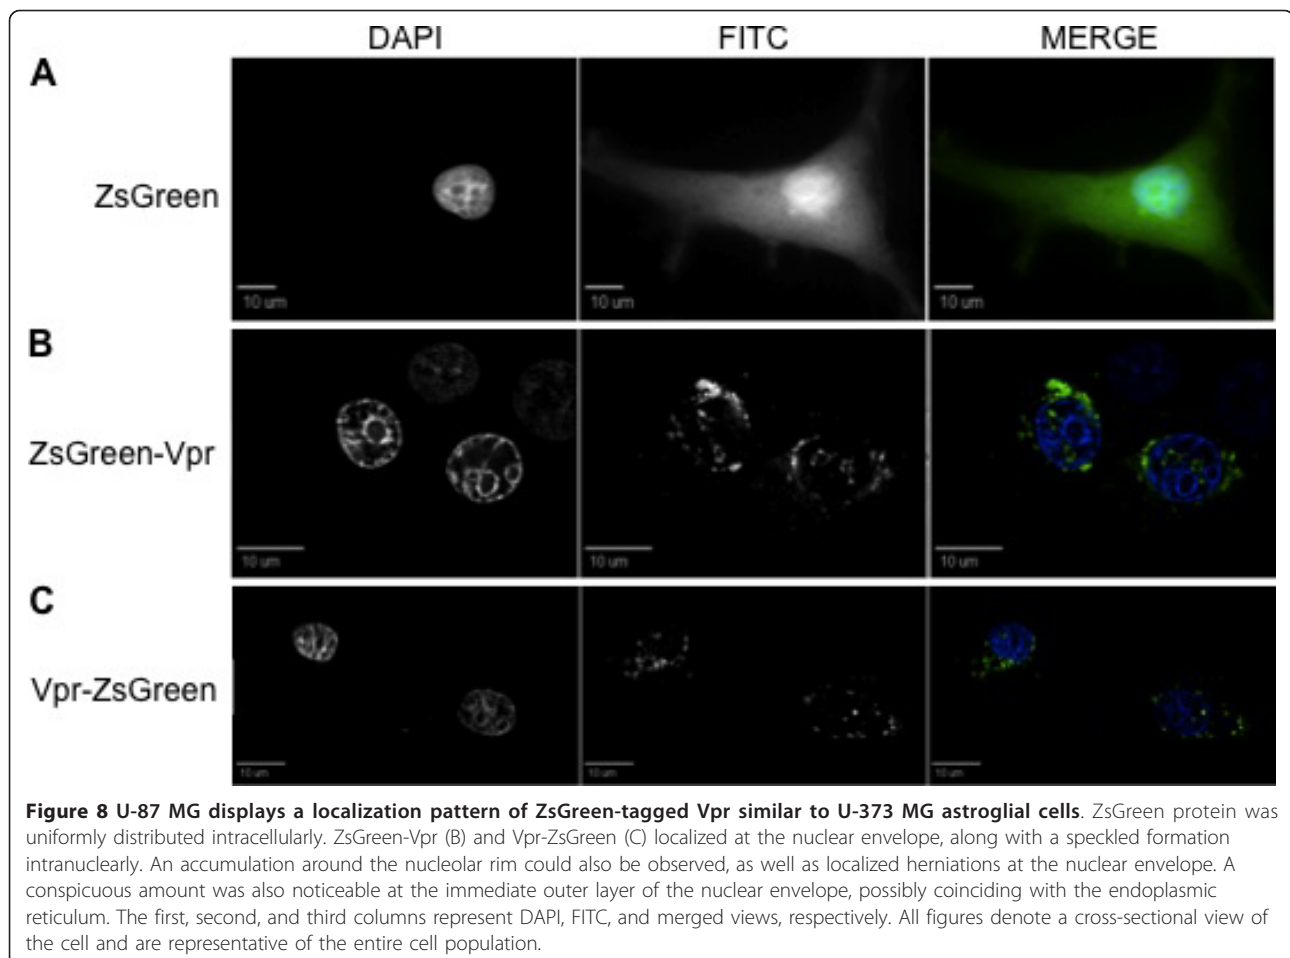 DAPI FITC MERGE
A
ZsGreen
10 um 10 um 10 um
B
ZsGreen-Vpr
10 um 10 um 10 um
C
Vpr-ZsGreen
10 um 10 um 10 um
Figure 8 U-87 MG displays a localization pattern of ZsGreen-tagged Vpr similar to U-373 MG astroglial cells. ZsGreen protein was
uniformly distributed intracellularly. ZsGreen-Vpr (B) and Vpr-ZsGreen (C) localized at the nuclear envelope, along with a speckled formation
intranuclearly. An accumulation around the nucleolar rim could also be observed, as well as localized herniations at the nuclear envelope. A
conspicuous amount was also noticeable at the immediate outer layer of the nuclear envelope, possibly coinciding with the endoplasmic
reticulum. The first, second, and third columns represent DAPI, FITC, and merged views, respectively. All figures denote a cross-sectional view of
the cell and are representative of the entire cell population.